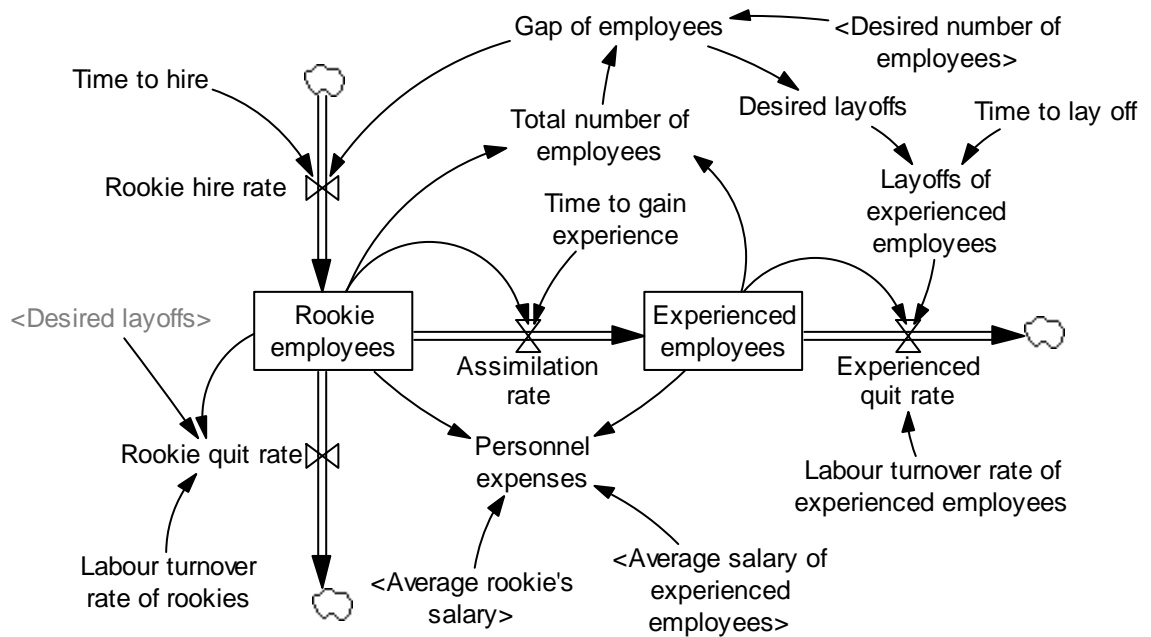 Gap of employees
<Desired number of
employees>
Time to hire
Desired layoffs
Time to lay off
Total number of
employees
Rookie hire rate
Layoffs of
experienced
employees
Time to gain
experience
<Desired layoffs>
Rookie
employees
Experienced
employees
Assimilation
rate
Experienced
quit rate
Rookie quit rate
Personnel
expenses
Labour turnover rate of
experienced employees
Labour turnover
rate of rookies
<Average rookie's
salary>
<Average salary of
experienced
employees>